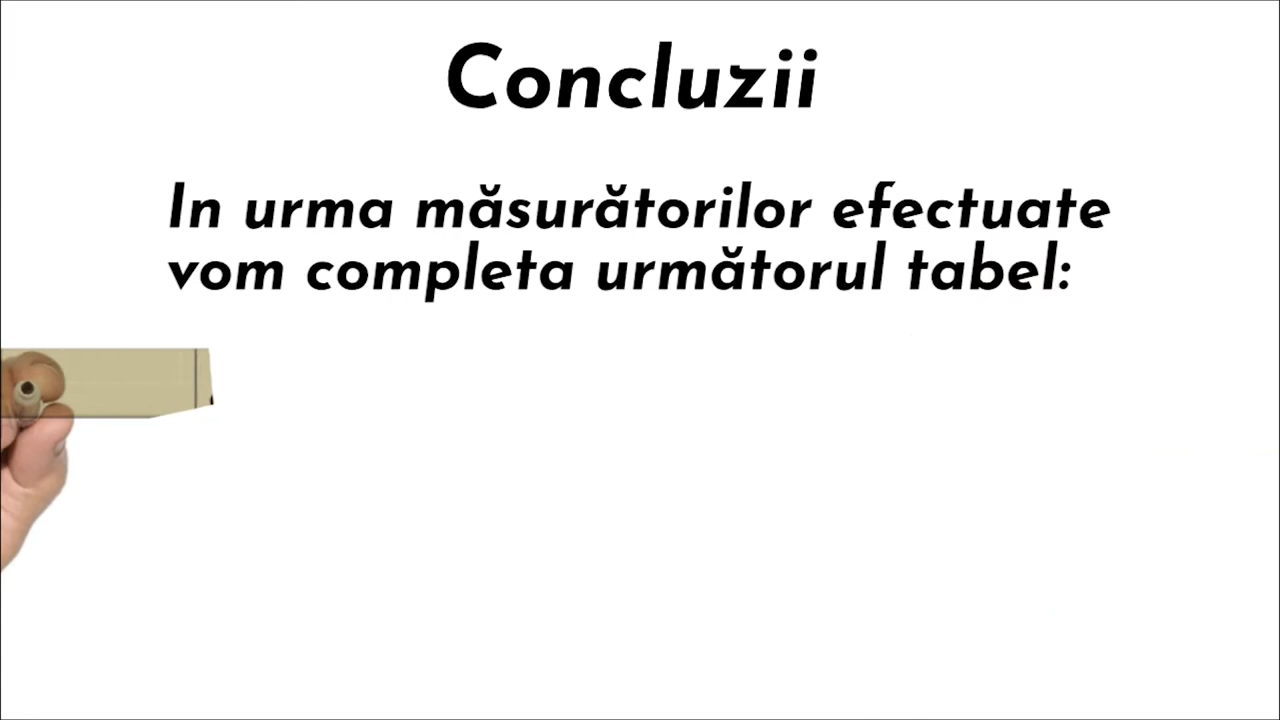 Concluzii
In urma măsurătorilor efectuate
vom completa următorul tabel: